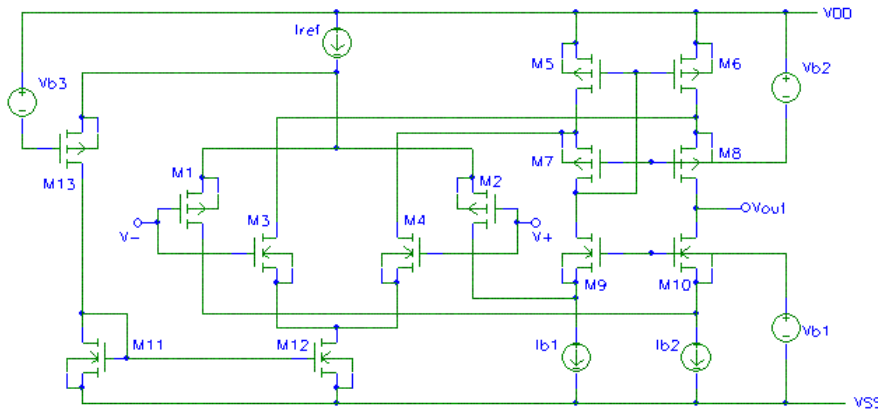 VDD
Iref
M5
M6
Vb3
Vb2
M7
M8
M13
M1
M2
M3
M4
Vout
V-
V+
M9
M10
M11
M12
Ib1
Ib2
Vb1
VSS